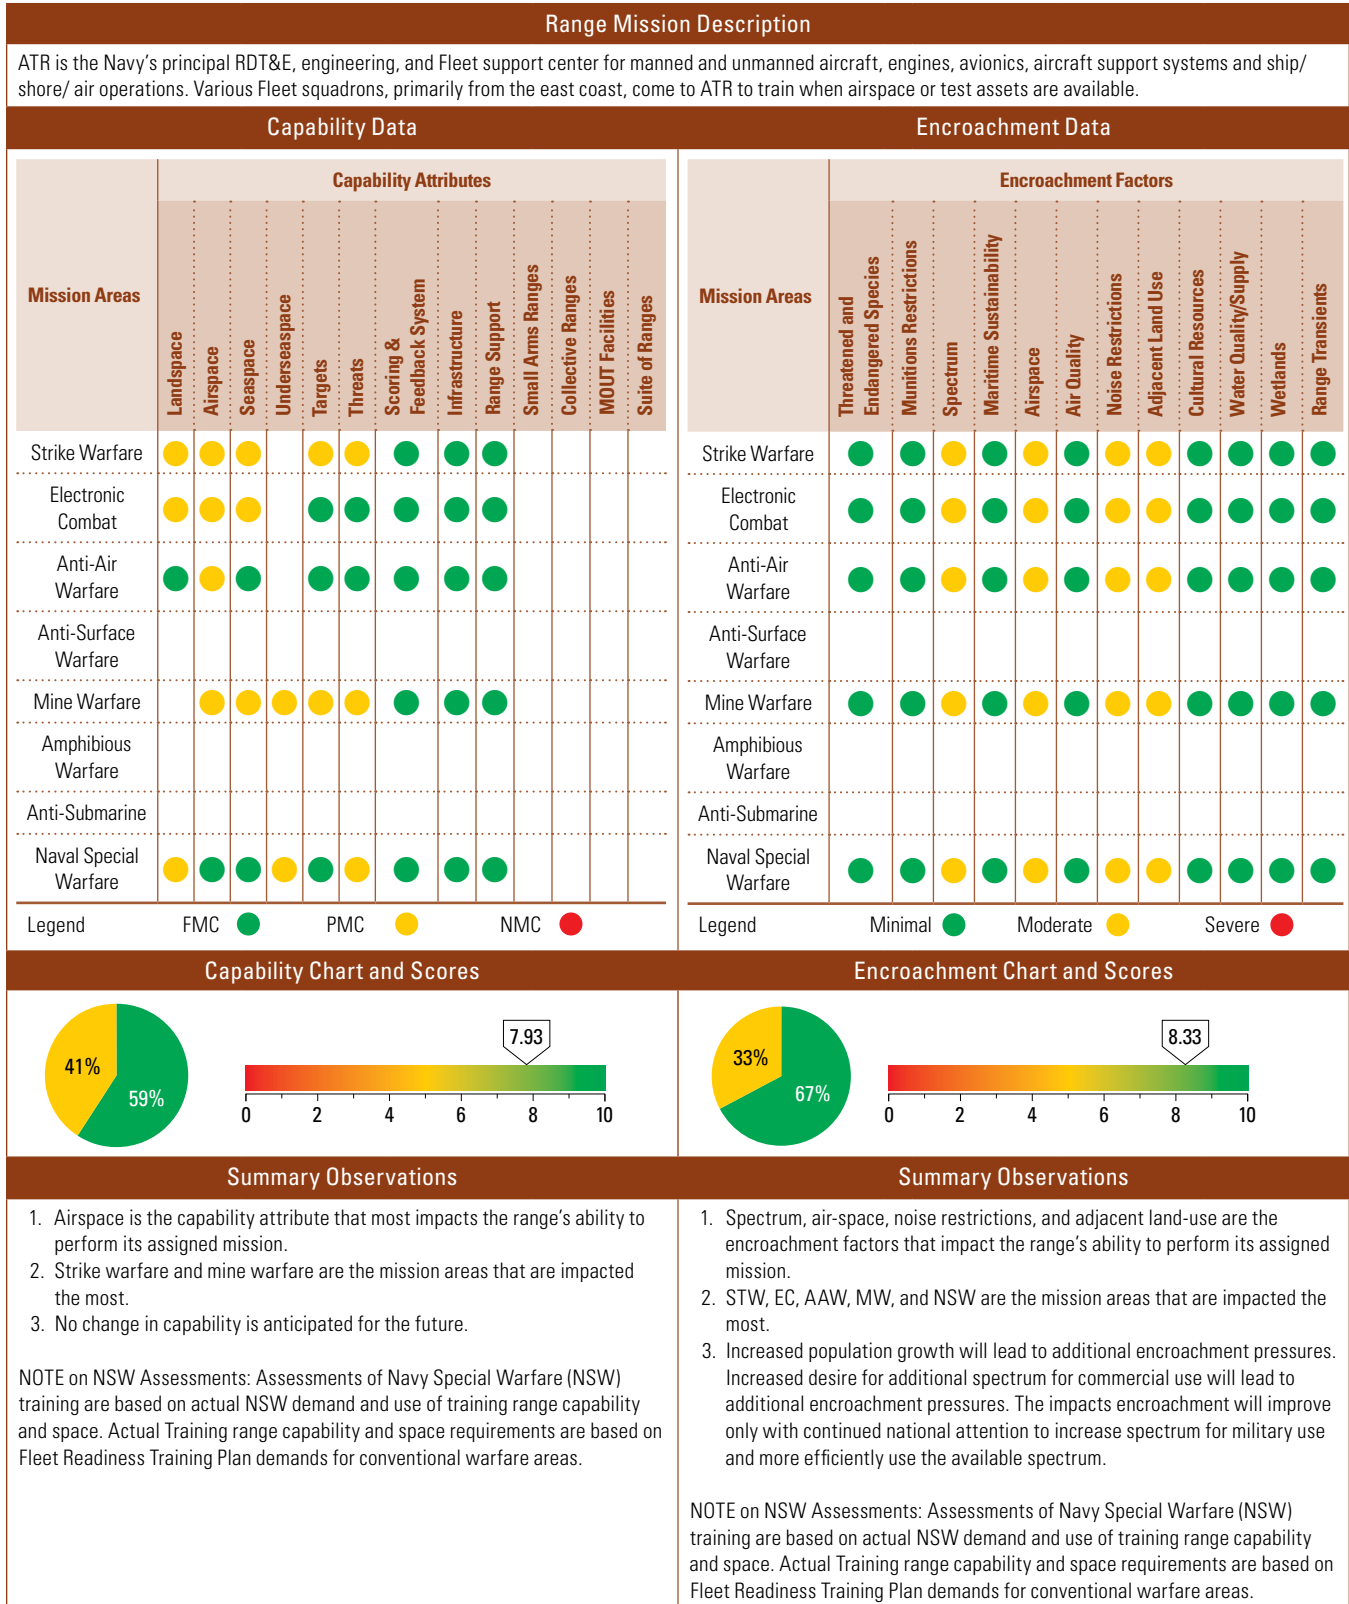 Range Mission Description
ATR is the Navy's principal RDT&E, engineering, and Fleet support center for manned and unmanned aircraft, engines, avionics, aircraft support systems and ship/
shore/ air operations. Various Fleet squadrons, primarily from the east coast, come to ATR to train when airspace or test assets are available.
Capability Data
Mission Areas
Capability Attributes
Landspace
Airspace
Seaspace
Underseaspace
Targets
Threats
Scoring &
Feedback System
Infrastructure
Range Support
Small Arms Ranges
Collective Ranges
MOUT Facilities
Suite of Ranges
Strike Warfare
Electronic
Combat
Anti-Air
Warfare
Anti-Surface
Warfare
Mine Warfare
Amphibious
Warfare
Anti-Submarine
Naval Special
Warfare
Legend FMC PMC NMC
Encroachment Data
Mission Areas
Encroachment Factors
Threatened and
Endangered Species
Munitions Restrictions
Spectrum
Maritime Sustainability
Airspace
Air Quality
Noise Restrictions
Adjacent Land Use
Cultural Resources
Water Quality/Supply
Wetlands
Range Transients
Strike Warfare
Electronic
Combat
Anti-Air
Warfare
Anti-Surface
Warfare
Mine Warfare
Amphibious
Warfare
Anti-Submarine
Naval Special
Warfare
Legend Minimal Moderate Severe
Capability Chart and Scores
41%
59%
7.93
0 2 4 6 8 10
Encroachment Chart and Scores
33%
67%
8.33
0 2 4 6 8 10
Summary Observations
1. Airspace is the capability attribute that most impacts the range's ability to
perform its assigned mission.
2. Strike warfare and mine warfare are the mission areas that are impacted
the most.
3. No change in capability is anticipated for the future.
NOTE on NSW Assessments: Assessments of Navy Special Warfare (NSW)
training are based on actual NSW demand and use of training range capability
and space. Actual Training range capability and space requirements are based on
Fleet Readiness Training Plan demands for conventional warfare areas.
Summary Observations
1. Spectrum, air-space, noise restrictions, and adjacent land-use are the
encroachment factors that impact the range's ability to perform its assigned
mission.
2. STW, EC, AAW, MW, and NSW are the mission areas that are impacted the
most.
3. Increased population growth will lead to additional encroachment pressures.
Increased desire for additional spectrum for commercial use will lead to
additional encroachment pressures. The impacts encroachment will improve
only with continued national attention to increase spectrum for military use
and more efficiently use the available spectrum.
NOTE on NSW Assessments: Assessments of Navy Special Warfare (NSW)
training are based on actual NSW demand and use of training range capability
and space. Actual Training range capability and space requirements are based on
Fleet Readiness Training Plan demands for conventional warfare areas.